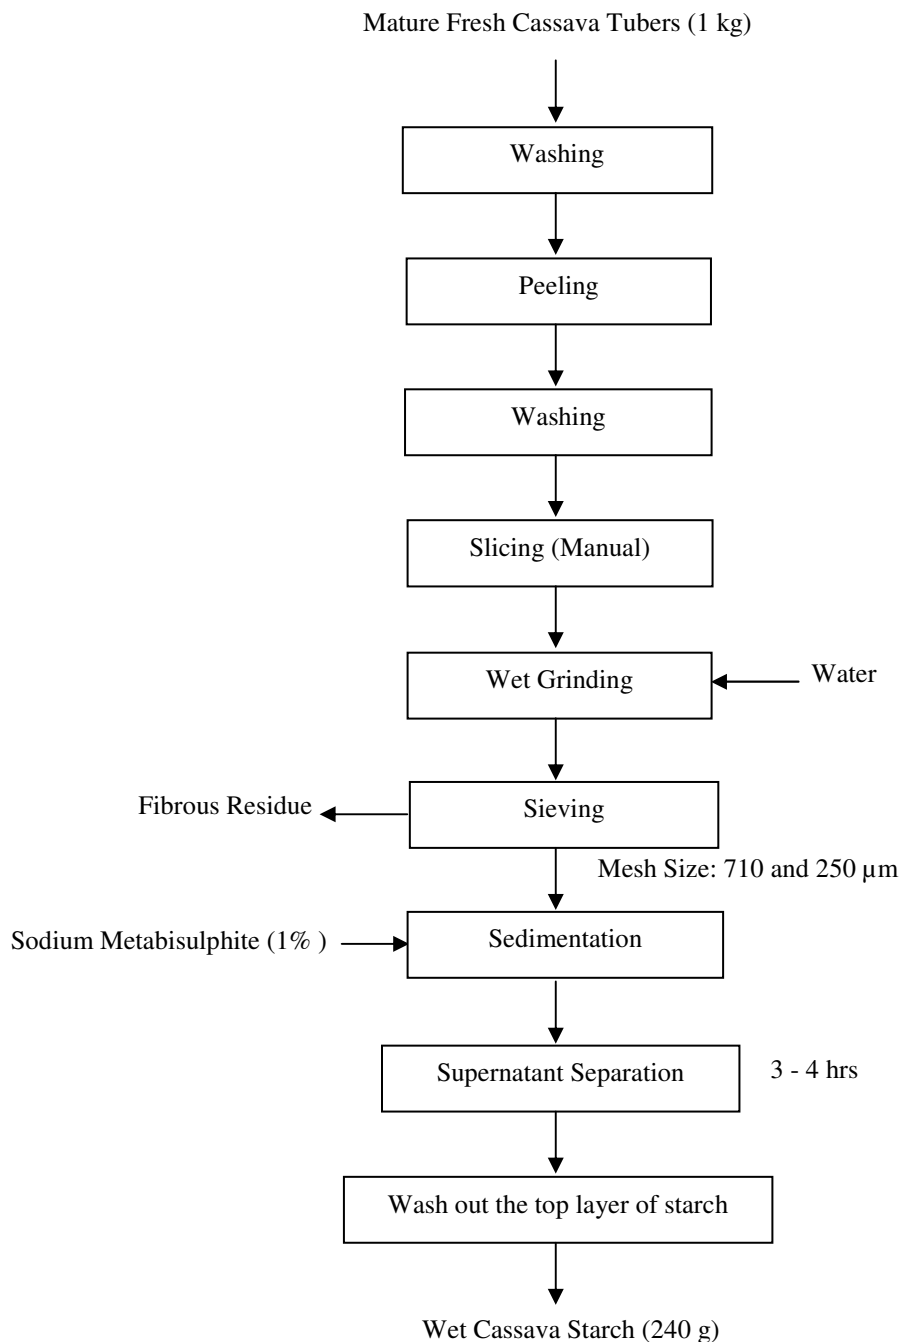 Mature Fresh Cassava Tubers (1 kg)
Washing
Peeling
Washing
Slicing (Manual)
Wet Grinding
Water
Fibrous Residue
Sieving
Mesh Size: 710 and 250 µm
Sodium Metabisulphite (1% )
Sedimentation
Supernatant Separation
3 - 4 hrs
Wash out the top layer of starch
Wet Cassava Starch (240 g)